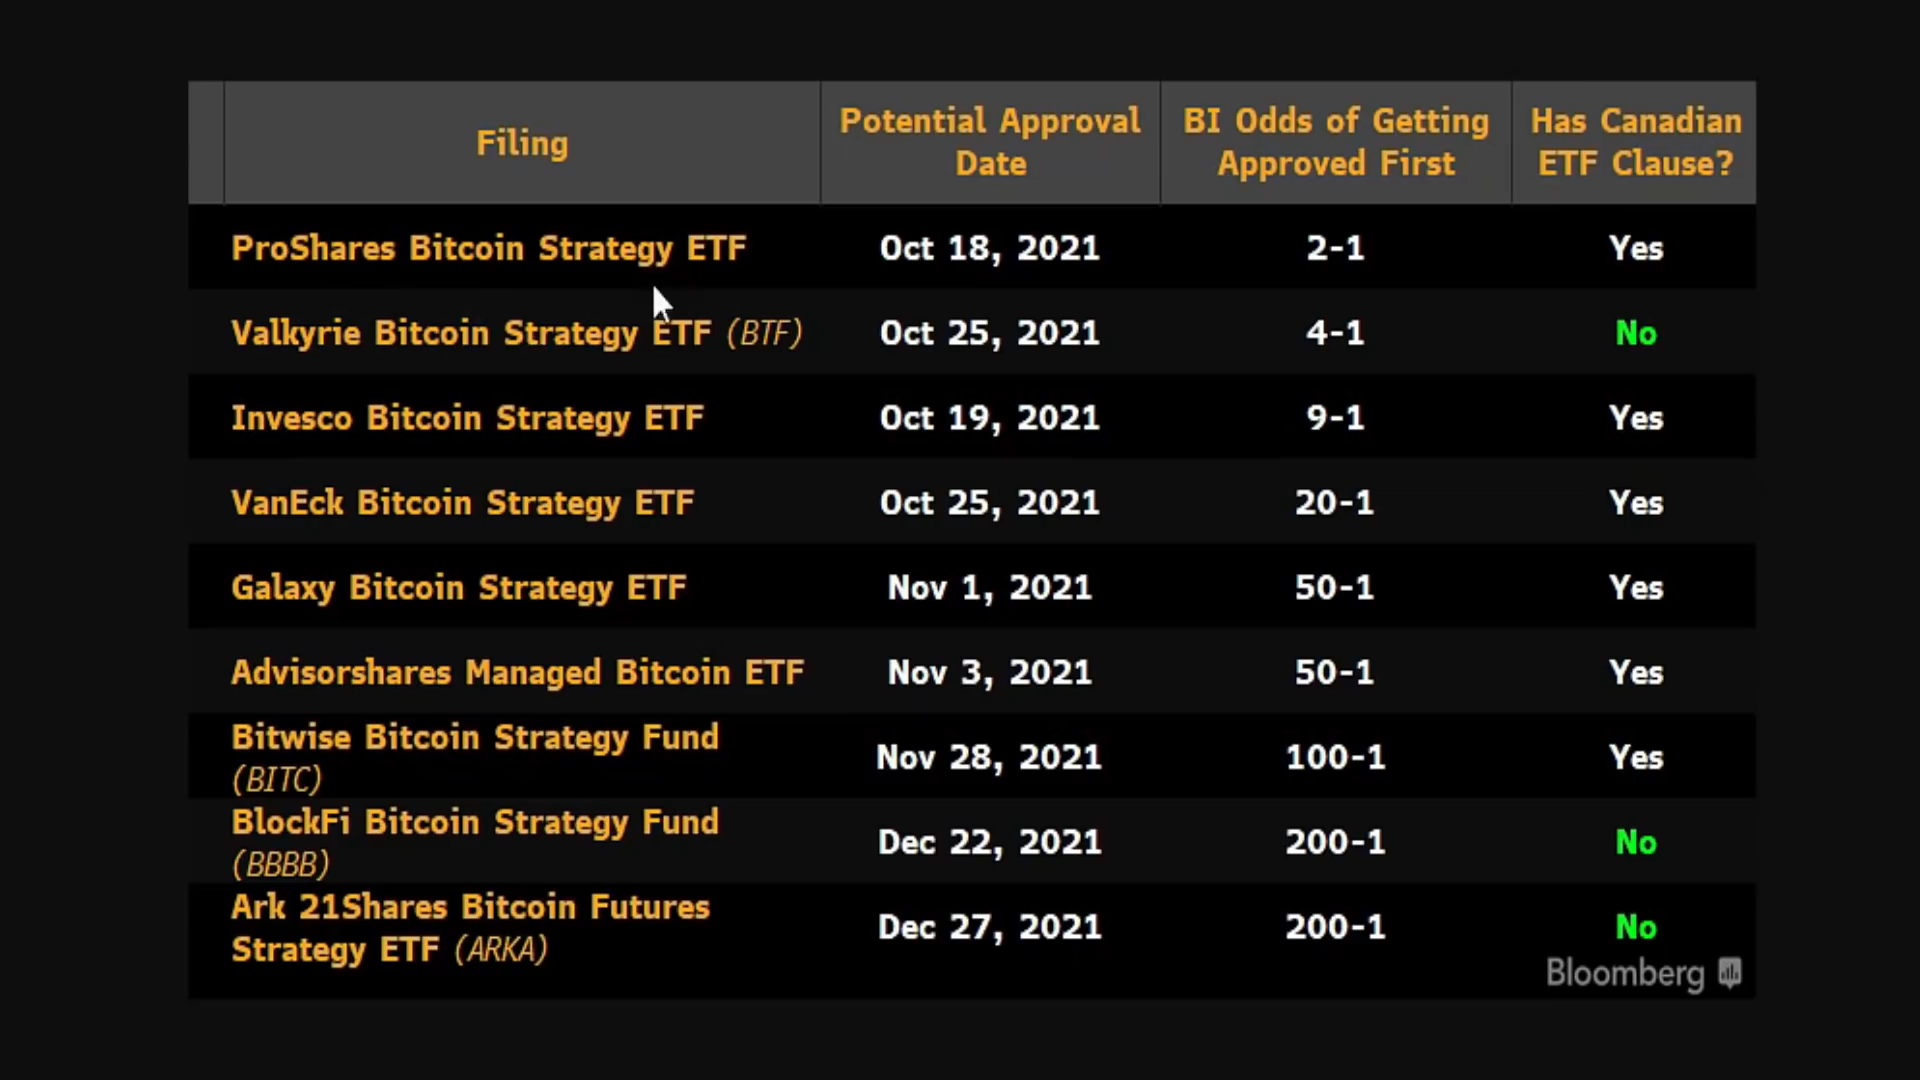 Filing
Potential Approval
Date
BI Odds of Getting
Approved First
Has Canadian
ETF Clause?
ProShares Bitcoin Strategy ETF
Oct 18, 2021
2-1
Yes
Valkyrie Bitcoin Strategy ETF (BTF)
Oct 25, 2021
4-1
No
Invesco Bitcoin Strategy ETF
Oct 19, 2021
9-1
Yes
VanEck Bitcoin Strategy ETF
Oct 25, 2021
20-1
Yes
Galaxy Bitcoin Strategy ETF
Nov 1, 2021
50-1
Yes
Advisorshares Managed Bitcoin ETF
Nov 3, 2021
50-1
Yes
Bitwise Bitcoin Strategy Fund
(BITC)
Nov 28, 2021
100-1
Yes
BlockFi Bitcoin Strategy Fund
(BBBB)
Dec 22, 2021
200-1
No
Ark 21Shares Bitcoin Futures
Strategy ETF (ARKA)
Dec 27, 2021
200-1
No
Bloomberg